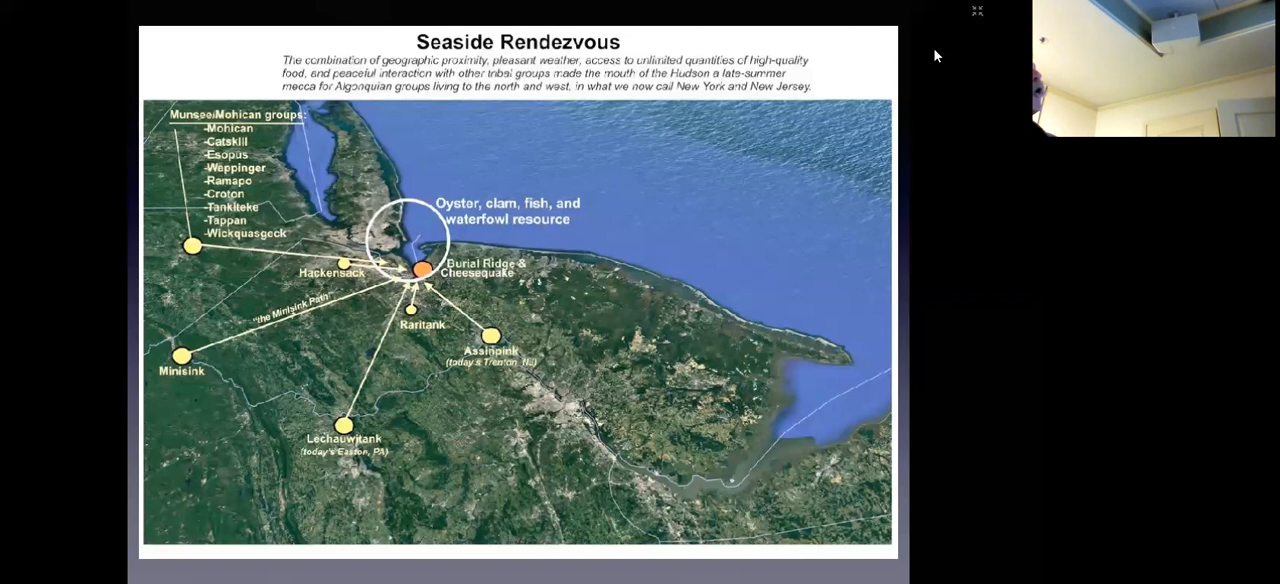 Seaside Rendezvous
The combination of geographic proximity, pleasant weather, access to unlimited quantities of high-quality
food, and peaceful interaction with other tribal groups made the mouth of the Hudson a late-summer
mecca for Algonquian groups living to the north and west, in what we now call New York and New Jersey.
Munsee/Mohican groups:
-Mohican
-Catskill
-Esopus
-Wappinger
-Ramapo
-Croton
-Tankiteke
-Tappan
-Wickquasgeck
Oyster, clam, fish, and
waterfowl resource
Burial Ridge &
Cheesequake
Hackensack
"the Minisink Path"
Raritank
Minisink
Assinpink
(today's Trenton, NJ)
Lechauwitank
(today's Easton, PA)